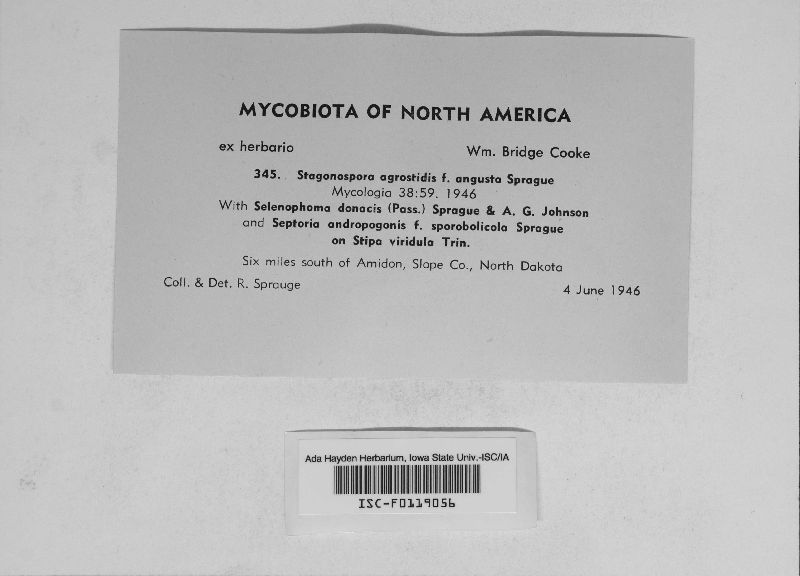 MYCOBIOTA OF NORTH AMERICA
ex herbario Wm. Bridge Cooke
345. Stagonospora agrostidis f. angusta Sprague
Mycologia 38:59. 1946
With Selenophoma donacis (Pass.) Sprague & A. G. Johnson
and Septoria andropogonis f. sporobolicola Sprague
on Stipa viridula Trin.
Six miles south of Amidon, Slope Co., North Dakota
Coll. & Det. R. Sprauge 4 June 1946
Ada Hayden Herbarium, Iowa State Univ.-ISC/IA
ISC-F0119056